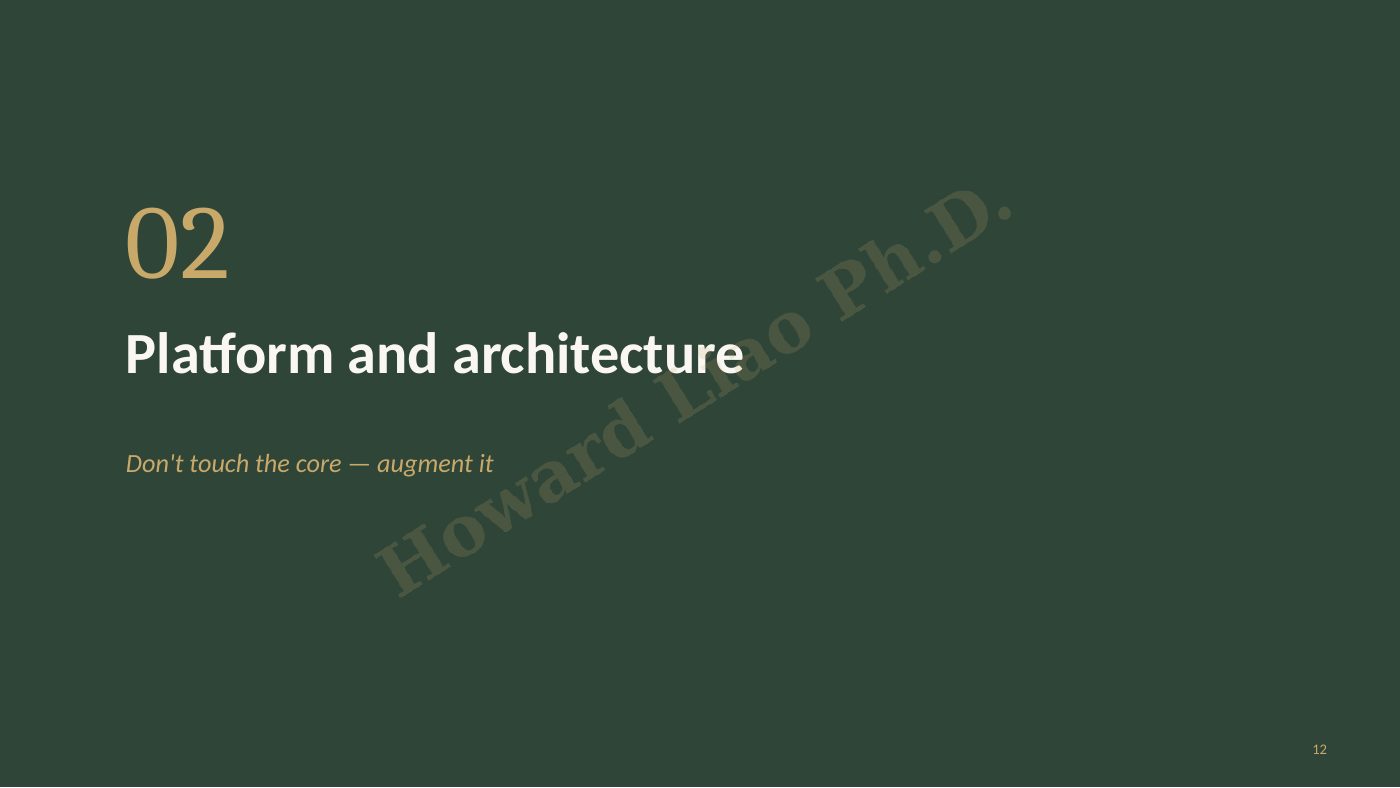 02
Platform and architecture
Don't touch the core — augment it
Howard Liao Ph.D.
12